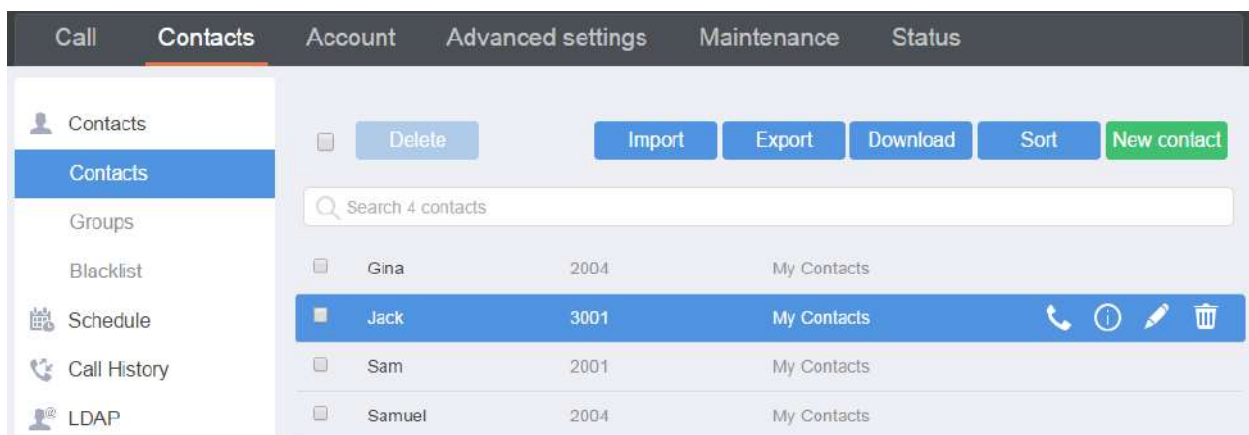 Call Contacts Account Advanced settings Maintenance Status
Contacts
Delete Import Export Download Sort New contact
Contacts
Search 4 contacts
Groups
Blacklist
Gina 2004 My Contacts
Schedule
Jack 3001 My Contacts
Call History
Sam 2001 My Contacts
LDAP
Samuel 2004 My Contacts